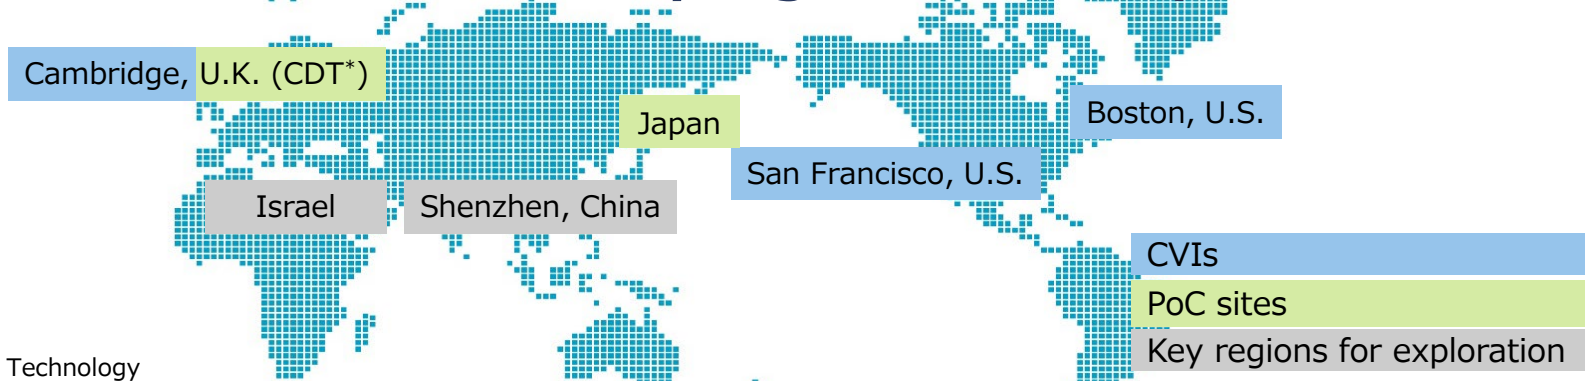 Cambridge, U.K. (CDT*)
Japan
Boston, U.S.
San Francisco, U.S.
Israel
Shenzhen, China
CVIs
PoC sites
Key regions for exploration
Technology